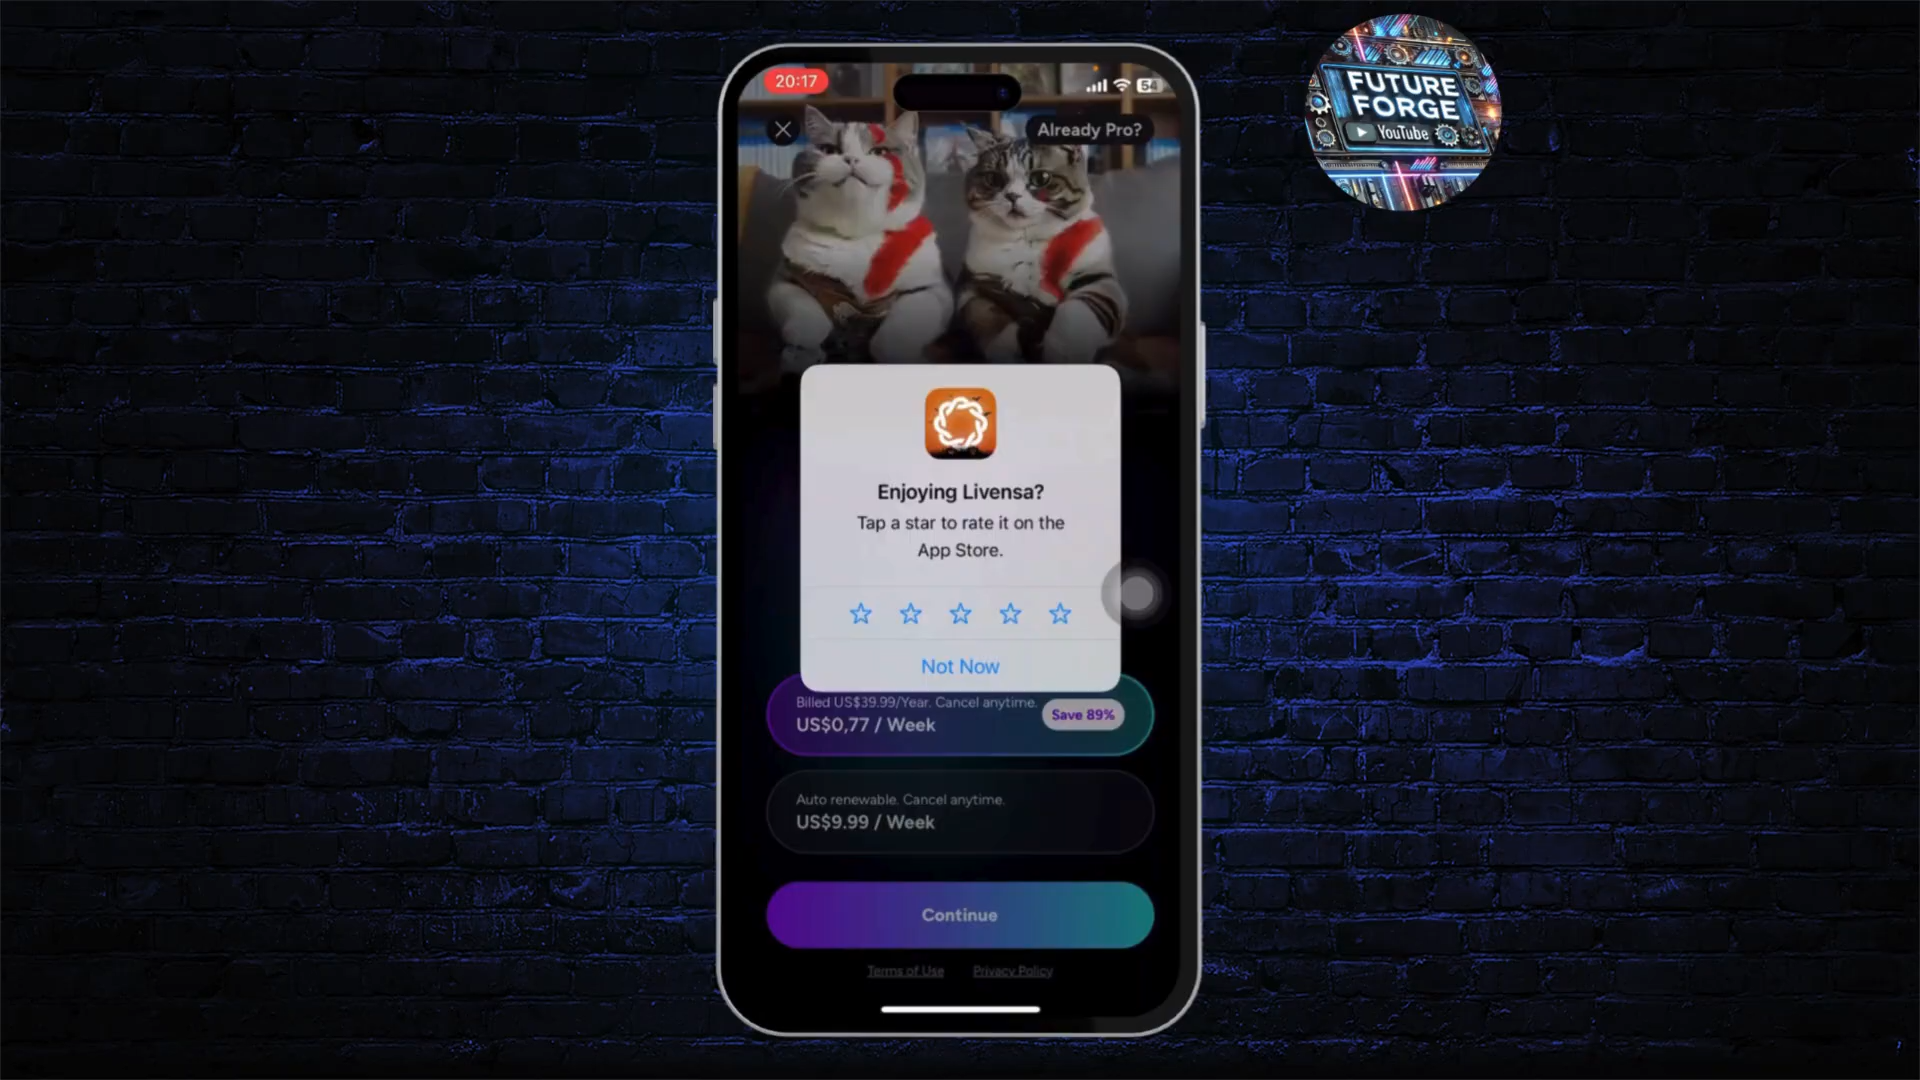 20:17
54
Already Pro?
FUTURE
FORGE
YouTube
Enjoying Livensa?
Tap a star to rate it on the
App Store.
Not Now
Billed US$39.99/Year. Cancel anytime.
US$0,77 / Week
Save 89%
Auto renewable. Cancel anytime.
US$9.99 / Week
Continue
Terms of Use
Privacy Policy